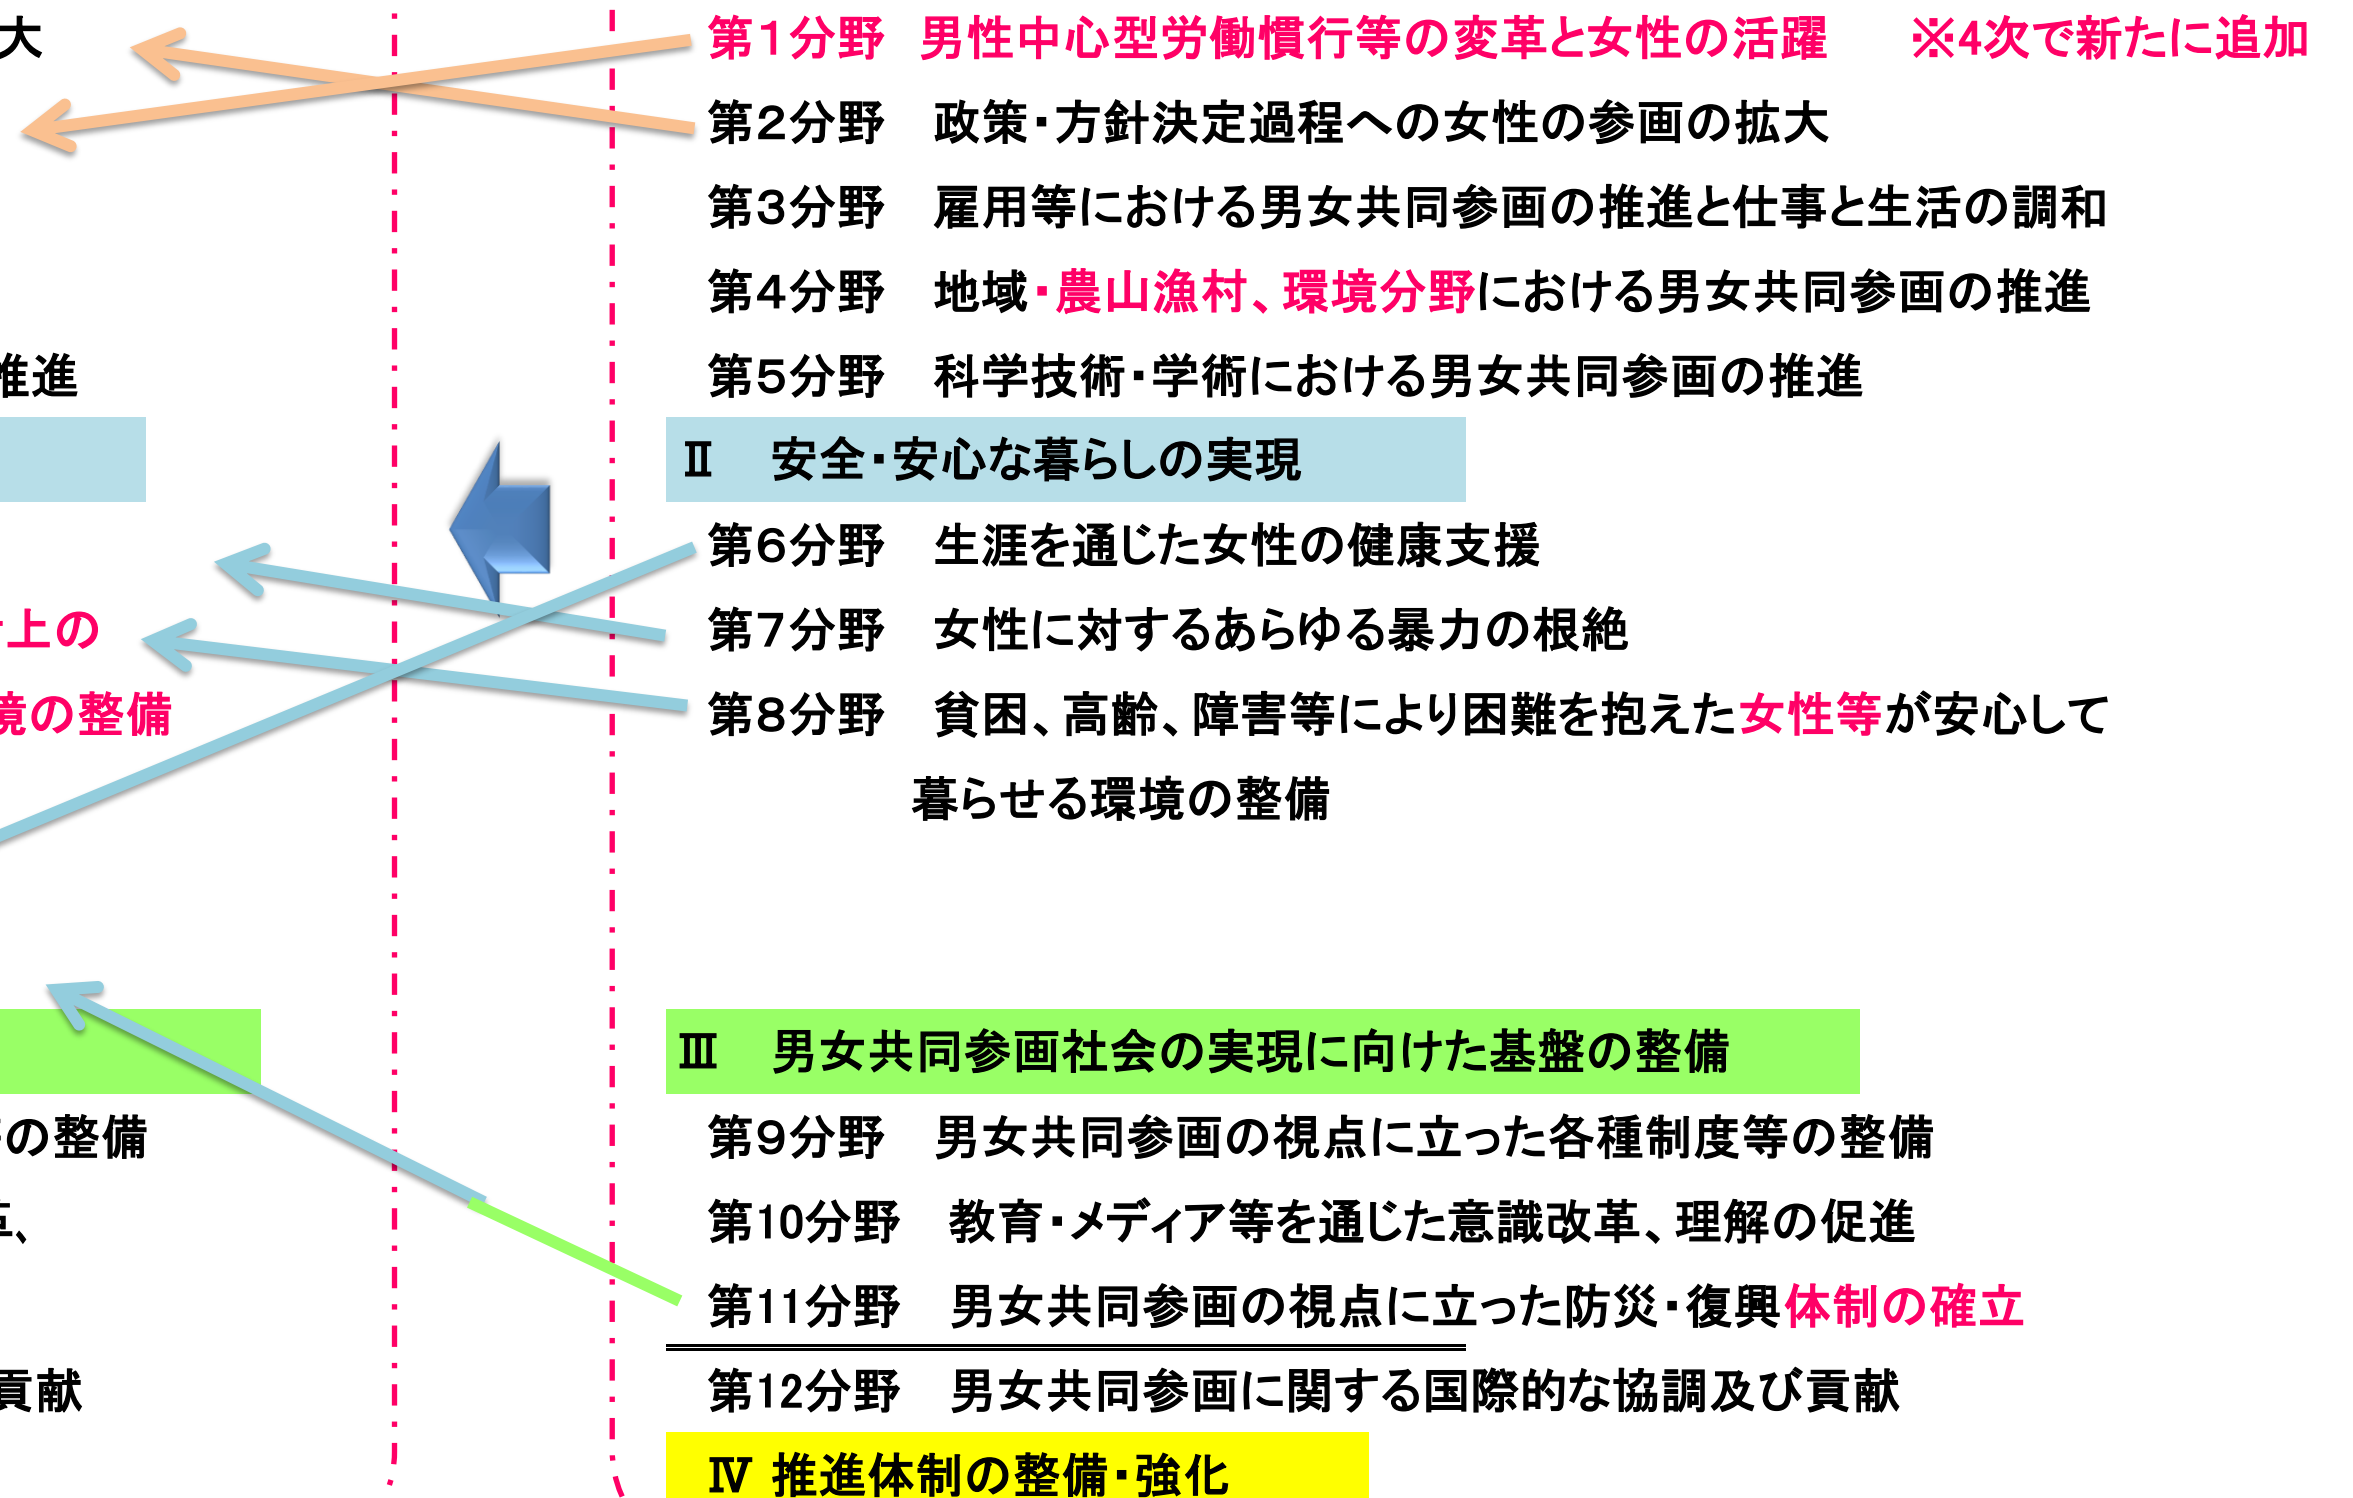 大
推進
上の
境の整備
の整備
革、
貢献
第1分野　男性中心型労働慣行等の変革と女性の活躍　※4次で新たに追加
第2分野　政策・方針決定過程への女性の参画の拡大
第3分野　雇用等における男女共同参画の推進と仕事と生活の調和
第4分野　地域・農山漁村、環境分野における男女共同参画の推進
第5分野　科学技術・学術における男女共同参画の推進
Ⅱ　安全・安心な暮らしの実現
第6分野　生涯を通じた女性の健康支援
第7分野　女性に対するあらゆる暴力の根絶
第8分野　貧困、高齢、障害等により困難を抱えた女性等が安心して
暮らせる環境の整備
Ⅲ　男女共同参画社会の実現に向けた基盤の整備
第9分野　男女共同参画の視点に立った各種制度等の整備
第10分野　教育・メディア等を通じた意識改革、理解の促進
第11分野　男女共同参画の視点に立った防災・復興体制の確立
第12分野　男女共同参画に関する国際的な協調及び貢献
Ⅳ 推進体制の整備・強化